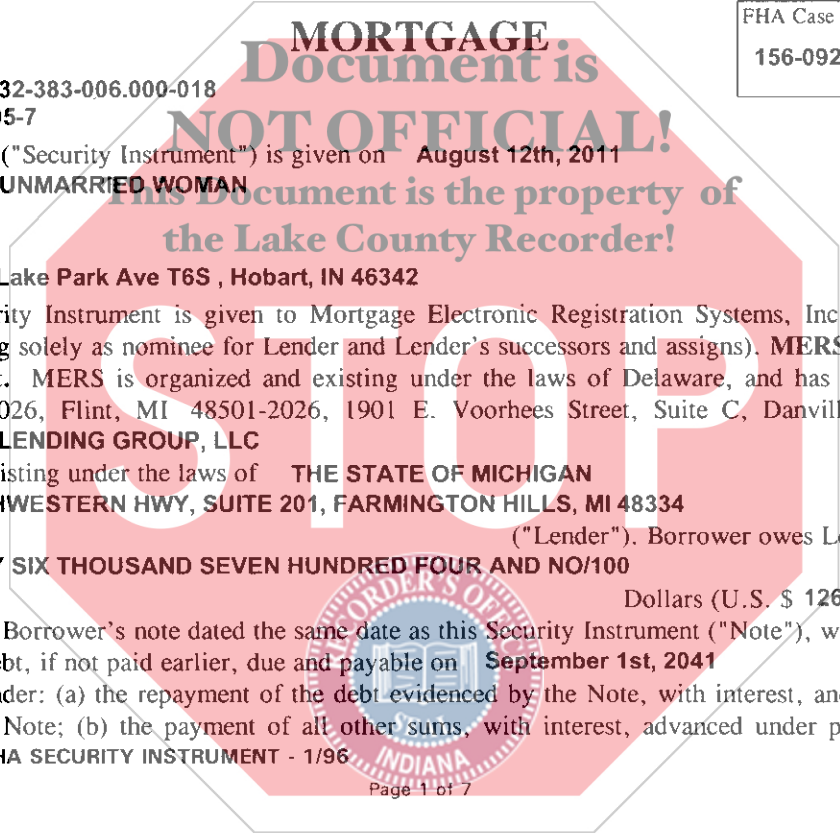 MORTGAGE
FHA Case
156-092
32-383-006.000-018
5-7
("Security Instrument") is given on August 12th, 2011
UNMARRIED WOMAN
Document is
NOT OFFICIAL!
This Document is the property of
the Lake County Recorder!
Lake Park Ave T6S , Hobart, IN 46342
rity Instrument is given to Mortgage Electronic Registration Systems, Inc
g solely as nominee for Lender and Lender's successors and assigns). MERS
t. MERS is organized and existing under the laws of Delaware, and has
026, Flint, MI 48501-2026, 1901 E. Voorhees Street, Suite C, Danvill
LENDING GROUP, LLC
isting under the laws of THE STATE OF MICHIGAN
HWESTERN HWY, SUITE 201, FARMINGTON HILLS, MI 48334
("Lender"). Borrower owes Le
Y SIX THOUSAND SEVEN HUNDRED FOUR AND NO/100
Dollars (U.S. $ 126
Borrower's note dated the same date as this Security Instrument ("Note"), w
bt, if not paid earlier, due and payable on September 1st, 2041
der: (a) the repayment of the debt evidenced by the Note, with interest, and
Note; (b) the payment of all other sums, with interest, advanced under p
HA SECURITY INSTRUMENT - 1/96
Page 1 of 7
STOP
RECORDER'S OFFICE
SEAL
INDIANA